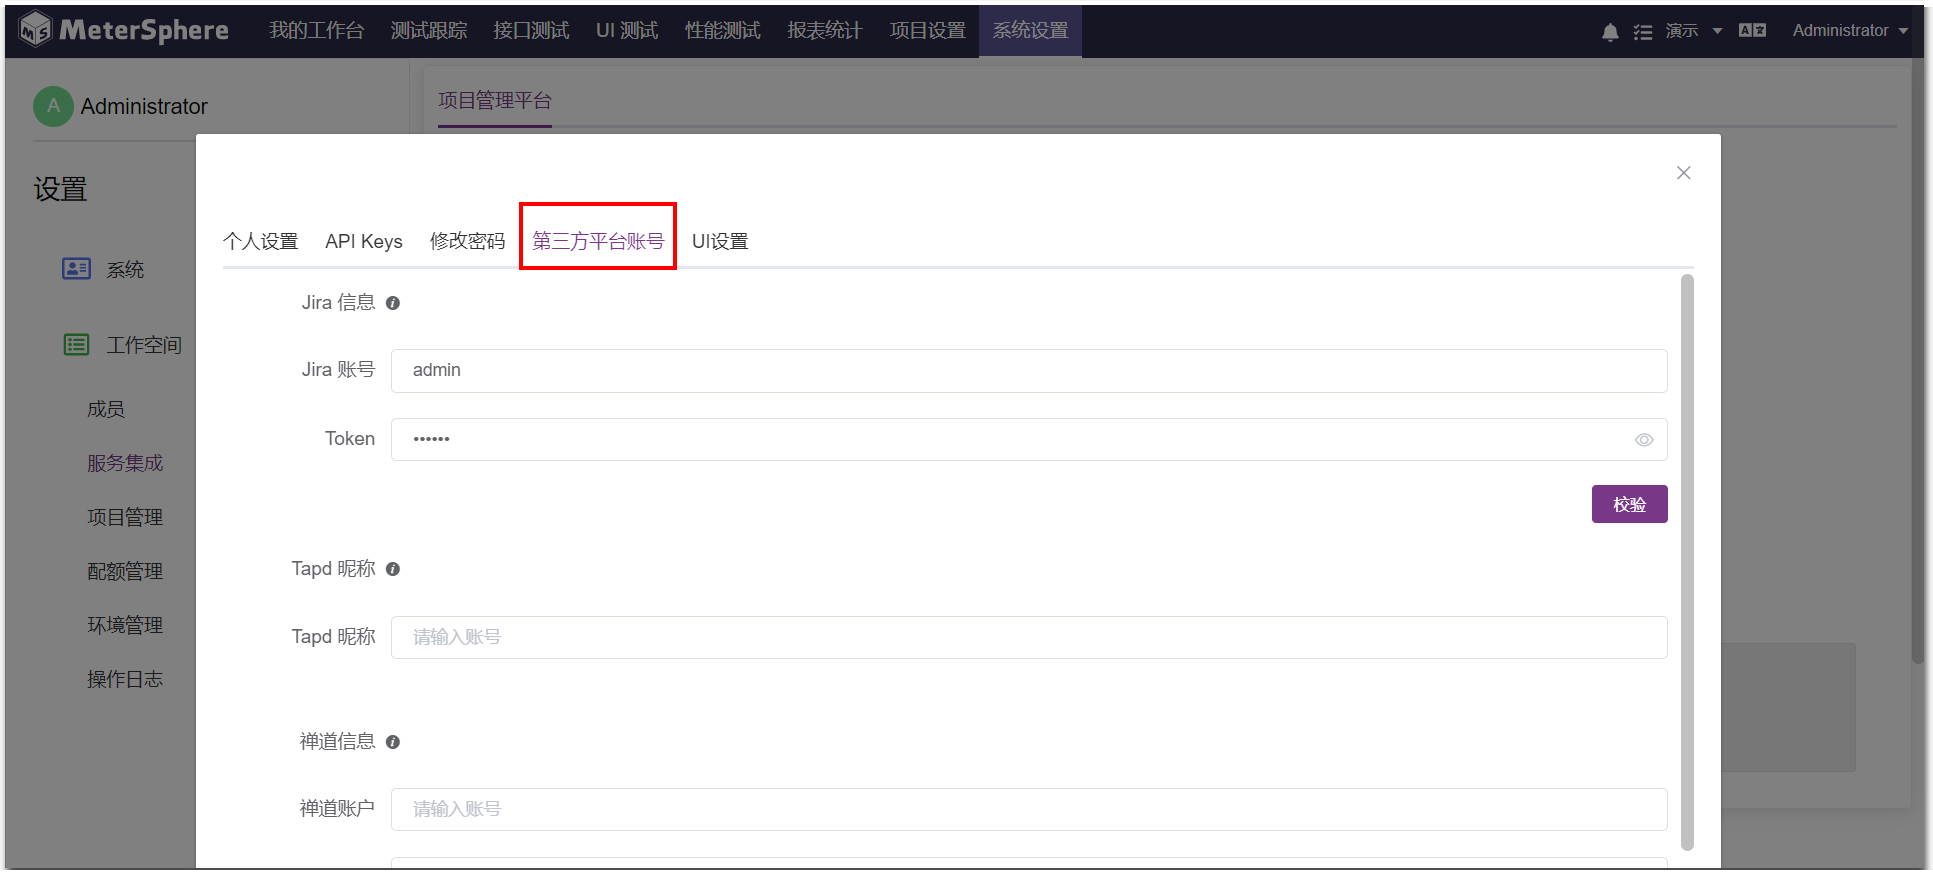 MeterSphere 我的工作台 测试跟踪 接口测试 UI 测试 性能测试 报表统计 项目设置 系统设置 演示 Administrator
A Administrator
项目管理平台
设置
系统
工作空间
成员
服务集成
项目管理
配额管理
环境管理
操作日志
个人设置 API Keys 修改密码 第三方平台账号 UI设置
Jira 信息
Jira 账号 admin
Token ••••••
校验
Tapd 昵称
Tapd 昵称 请输入账号
禅道信息
禅道账户 请输入账号